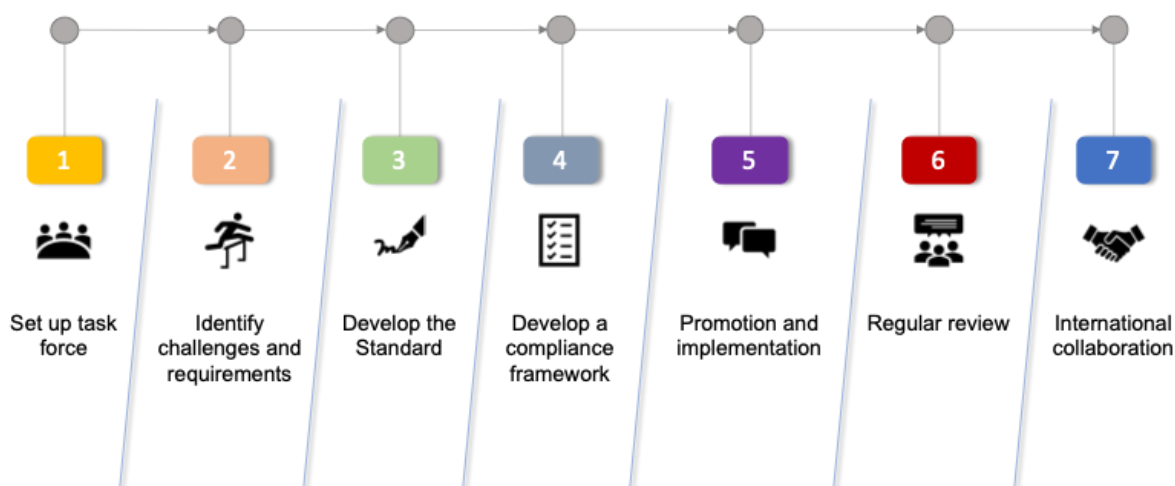 1
2
3
4
5
6
7
Set up task
force
Identify
challenges and
requirements
Develop the
Standard
Develop a
compliance
framework
Promotion and
implementation
Regular review
International
collaboration